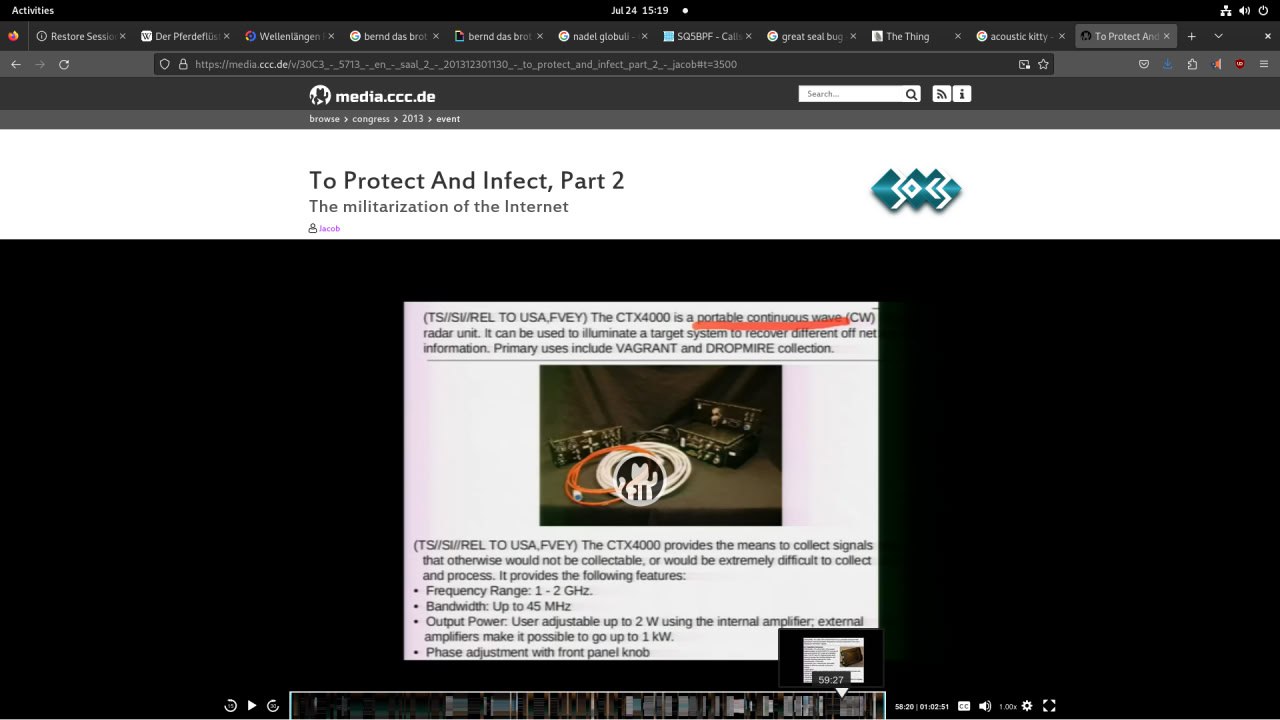 Activities
Jul 24 15:19
Restore Session
Der Pferdeflüst
Wellenlängen
bernd das brot
bernd das brot
nadel globuli -
SQ5BPF - Calls
great seal bug
The Thing
acoustic kitty -
To Protect And
https://media.ccc.de/v/30C3_-_5713_-_en_-_saal_2_-_201312301130_-_to_protect_and_infect_part_2_-_jacob#t=3500
media.ccc.de
Search…
browse > congress > 2013 > event
To Protect And Infect, Part 2
The militarization of the Internet
Jacob
30C3
(TS//SI//REL TO USA,FVEY) The CTX4000 is a portable continuous wave (CW)
radar unit. It can be used to illuminate a target system to recover different off net
information. Primary uses include VAGRANT and DROPMIRE collection.
(TS//SI//REL TO USA,FVEY) The CTX4000 provides the means to collect signals
that otherwise would not be collectable, or would be extremely difficult to collect
and process. It provides the following features:
• Frequency Range: 1 - 2 GHz.
• Bandwidth: Up to 45 MHz
• Output Power: User adjustable up to 2 W using the internal amplifier; external
amplifiers make it possible to go up to 1 kW.
• Phase adjustment with front panel knob
59:27
58:20 | 01:02:51
CC
1.00x